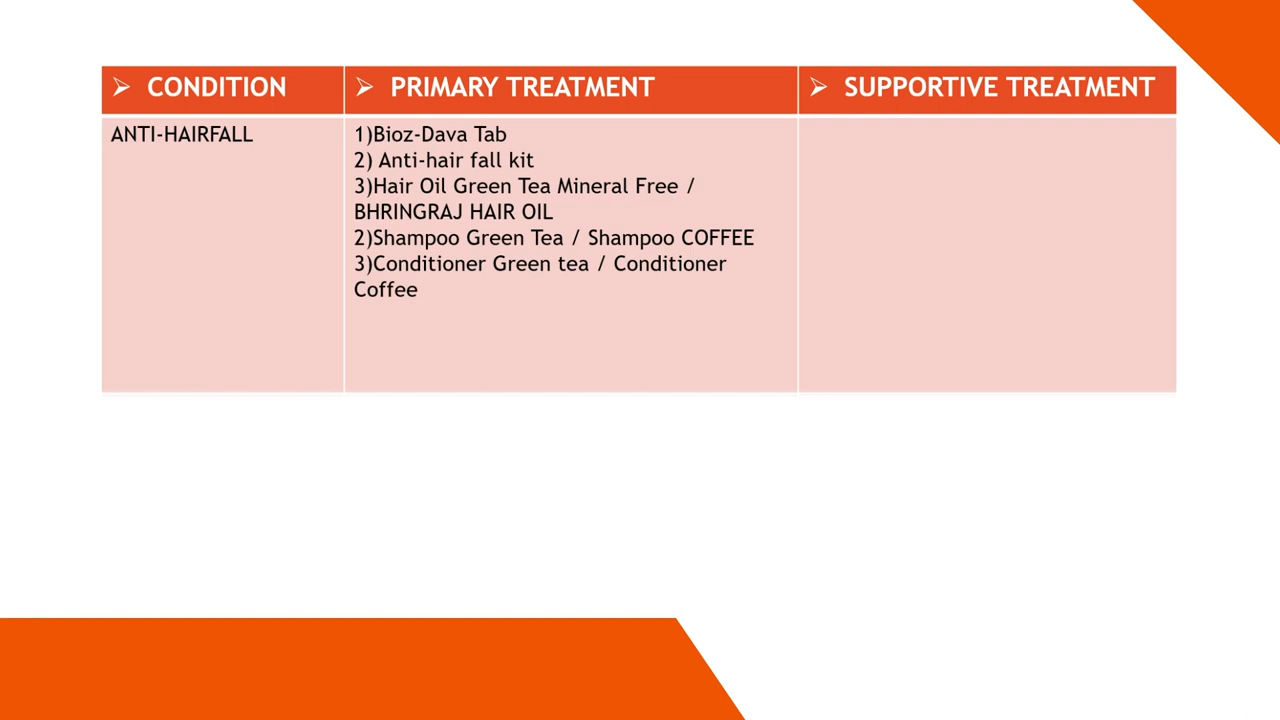 ➢ CONDITION
➢ PRIMARY TREATMENT
➢ SUPPORTIVE TREATMENT
ANTI-HAIRFALL
1)Bioz-Dava Tab
2) Anti-hair fall kit
3)Hair Oil Green Tea Mineral Free /
BHRINGRAJ HAIR OIL
2)Shampoo Green Tea / Shampoo COFFEE
3)Conditioner Green tea / Conditioner
Coffee